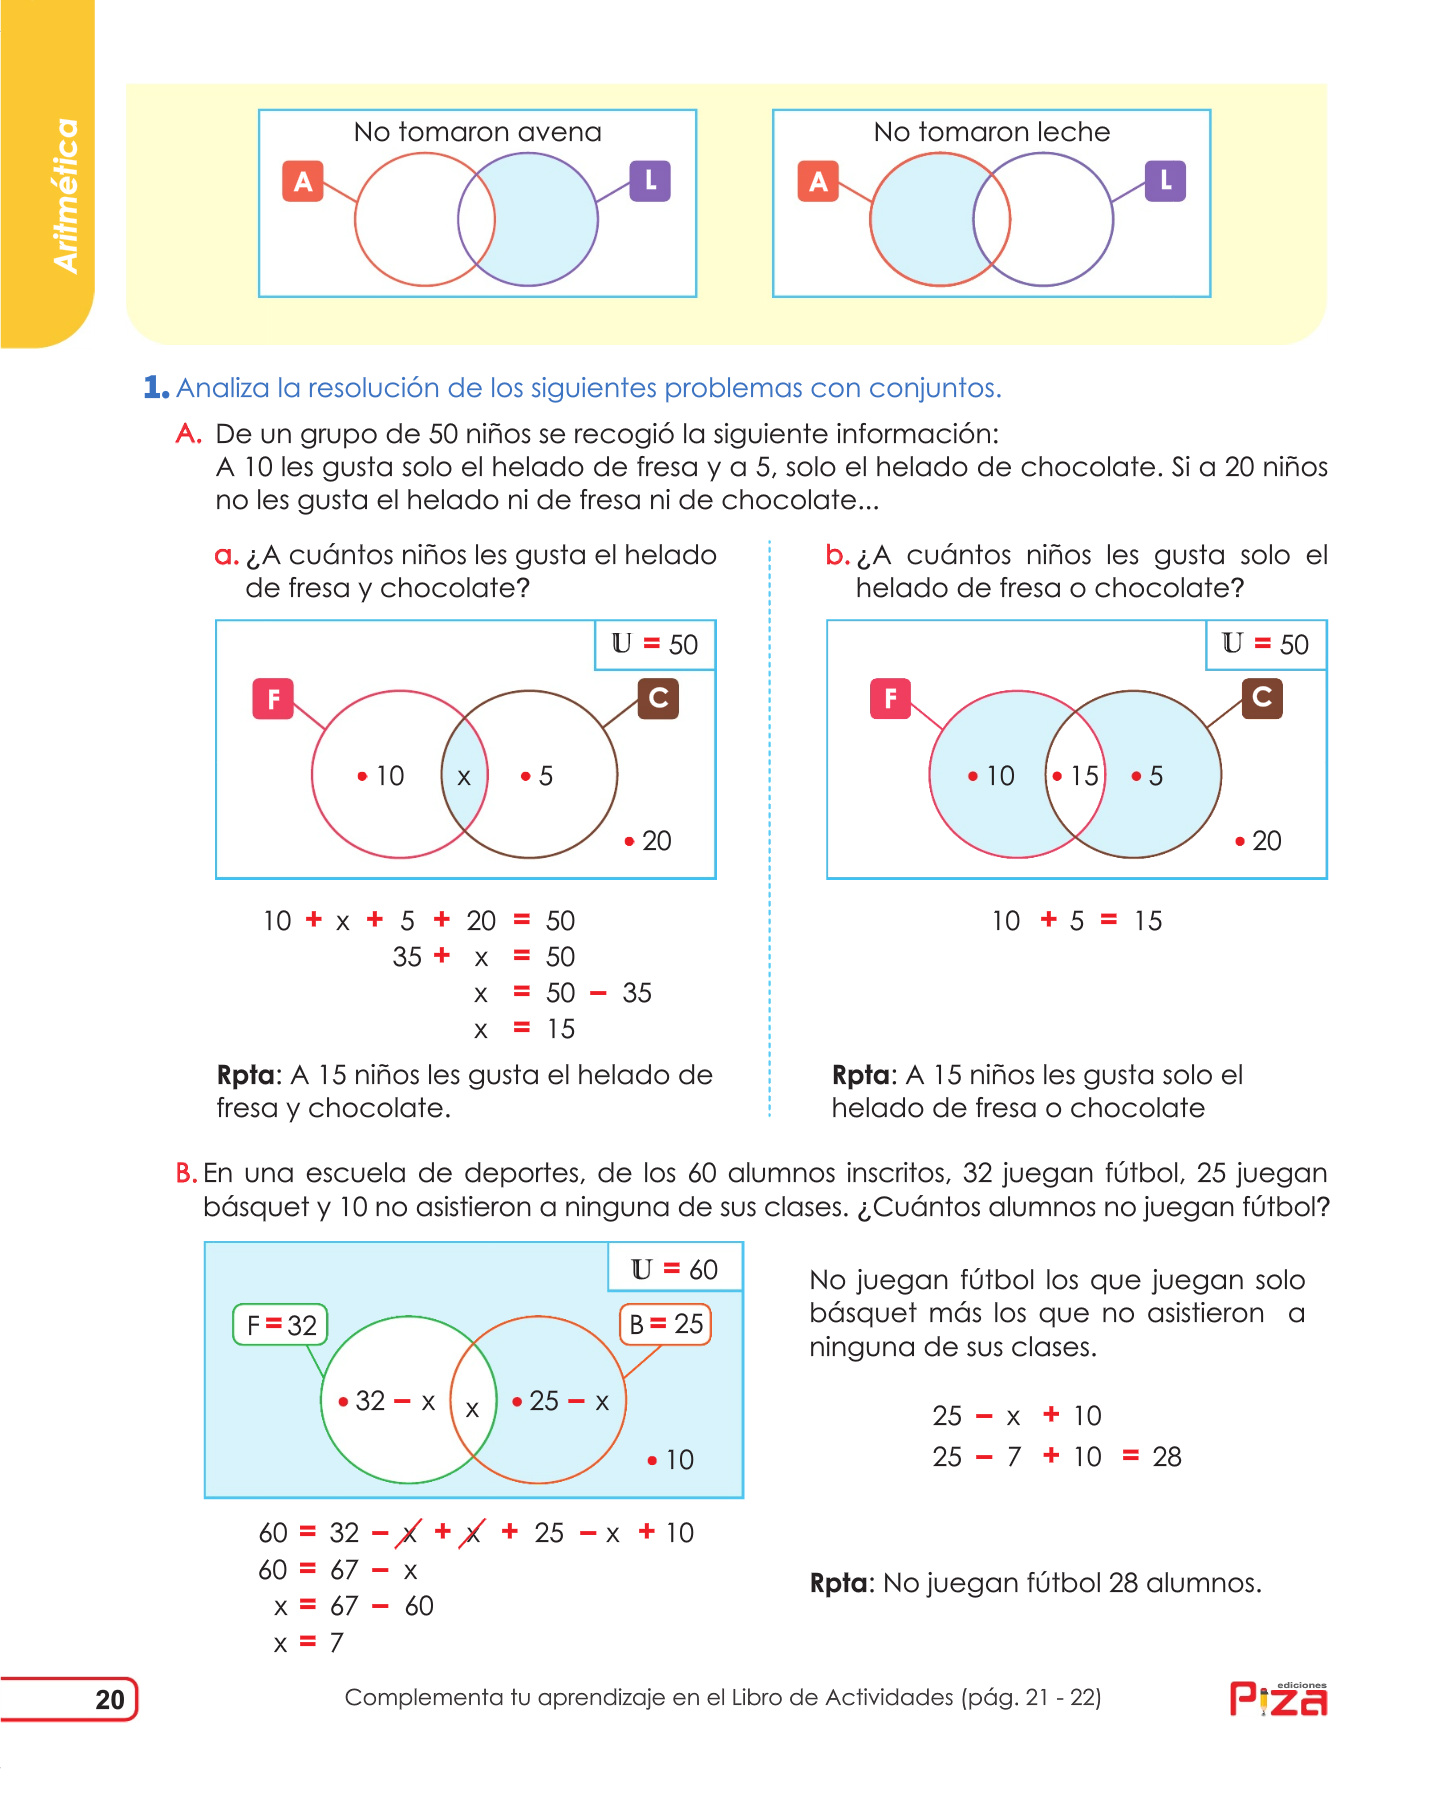 Aritmética
No tomaron avena
A
L
No tomaron leche
A
L
1. Analiza la resolución de los siguientes problemas con conjuntos.
A. De un grupo de 50 niños se recogió la siguiente información:
A 10 les gusta solo el helado de fresa y a 5, solo el helado de chocolate. Si a 20 niños
no les gusta el helado ni de fresa ni de chocolate...
a. ¿A cuántos niños les gusta el helado
de fresa y chocolate?
𝕌 = 50
F
C
• 10
x
• 5
• 20
10 + x + 5 + 20 = 50
35 + x = 50
x = 50 − 35
x = 15
Rpta: A 15 niños les gusta el helado de
fresa y chocolate.
b. ¿A cuántos niños les gusta solo el
helado de fresa o chocolate?
𝕌 = 50
F
C
• 10
• 15
• 5
• 20
10 + 5 = 15
Rpta: A 15 niños les gusta solo el
helado de fresa o chocolate
B. En una escuela de deportes, de los 60 alumnos inscritos, 32 juegan fútbol, 25 juegan
básquet y 10 no asistieron a ninguna de sus clases. ¿Cuántos alumnos no juegan fútbol?
𝕌 = 60
F = 32
B = 25
• 32 − x
x
• 25 − x
• 10
60 = 32 − x + x + 25 − x + 10
60 = 67 − x
x = 67 − 60
x = 7
No juegan fútbol los que juegan solo
básquet más los que no asistieron a
ninguna de sus clases.
25 − x + 10
25 − 7 + 10 = 28
Rpta: No juegan fútbol 28 alumnos.
20
Complementa tu aprendizaje en el Libro de Actividades (pág. 21 - 22)
ediciones
Piza